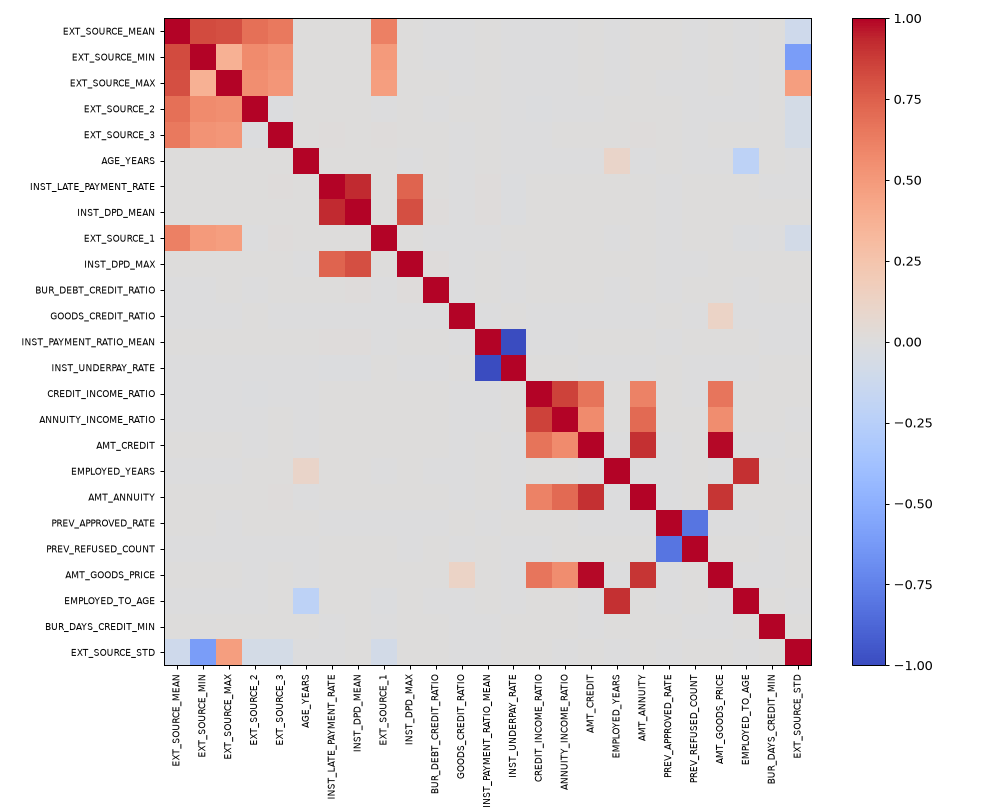 EXT_SOURCE_MEAN
EXT_SOURCE_MIN
EXT_SOURCE_MAX
EXT_SOURCE_2
EXT_SOURCE_3
AGE_YEARS
INST_LATE_PAYMENT_RATE
INST_DPD_MEAN
EXT_SOURCE_1
INST_DPD_MAX
BUR_DEBT_CREDIT_RATIO
GOODS_CREDIT_RATIO
INST_PAYMENT_RATIO_MEAN
INST_UNDERPAY_RATE
CREDIT_INCOME_RATIO
ANNUITY_INCOME_RATIO
AMT_CREDIT
EMPLOYED_YEARS
AMT_ANNUITY
PREV_APPROVED_RATE
PREV_REFUSED_COUNT
AMT_GOODS_PRICE
EMPLOYED_TO_AGE
BUR_DAYS_CREDIT_MIN
EXT_SOURCE_STD
EXT_SOURCE_MEAN
EXT_SOURCE_MIN
EXT_SOURCE_MAX
EXT_SOURCE_2
EXT_SOURCE_3
AGE_YEARS
INST_LATE_PAYMENT_RATE
INST_DPD_MEAN
EXT_SOURCE_1
INST_DPD_MAX
BUR_DEBT_CREDIT_RATIO
GOODS_CREDIT_RATIO
INST_PAYMENT_RATIO_MEAN
INST_UNDERPAY_RATE
CREDIT_INCOME_RATIO
ANNUITY_INCOME_RATIO
AMT_CREDIT
EMPLOYED_YEARS
AMT_ANNUITY
PREV_APPROVED_RATE
PREV_REFUSED_COUNT
AMT_GOODS_PRICE
EMPLOYED_TO_AGE
BUR_DAYS_CREDIT_MIN
EXT_SOURCE_STD
1.00
0.75
0.50
0.25
0.00
−0.25
−0.50
−0.75
−1.00